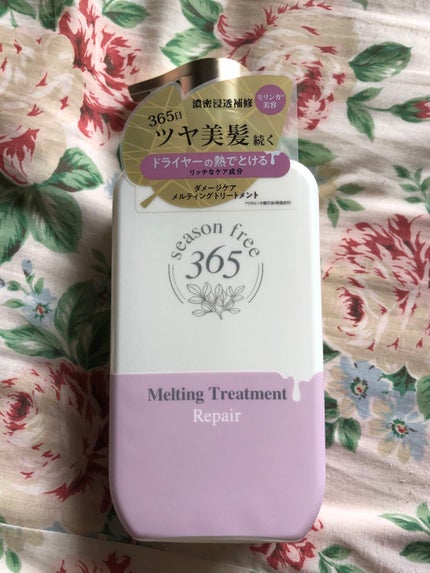 濃密浸透補修
モリンガ*
美容
365日
ツヤ美髪続く
ドライヤーの熱でとける
リッチなケア成分
ダメージケア
メルティングトリートメント
season free
365
Melting Treatment
Repair